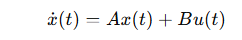 ẋ(t) = Ax(t) + Bu(t)